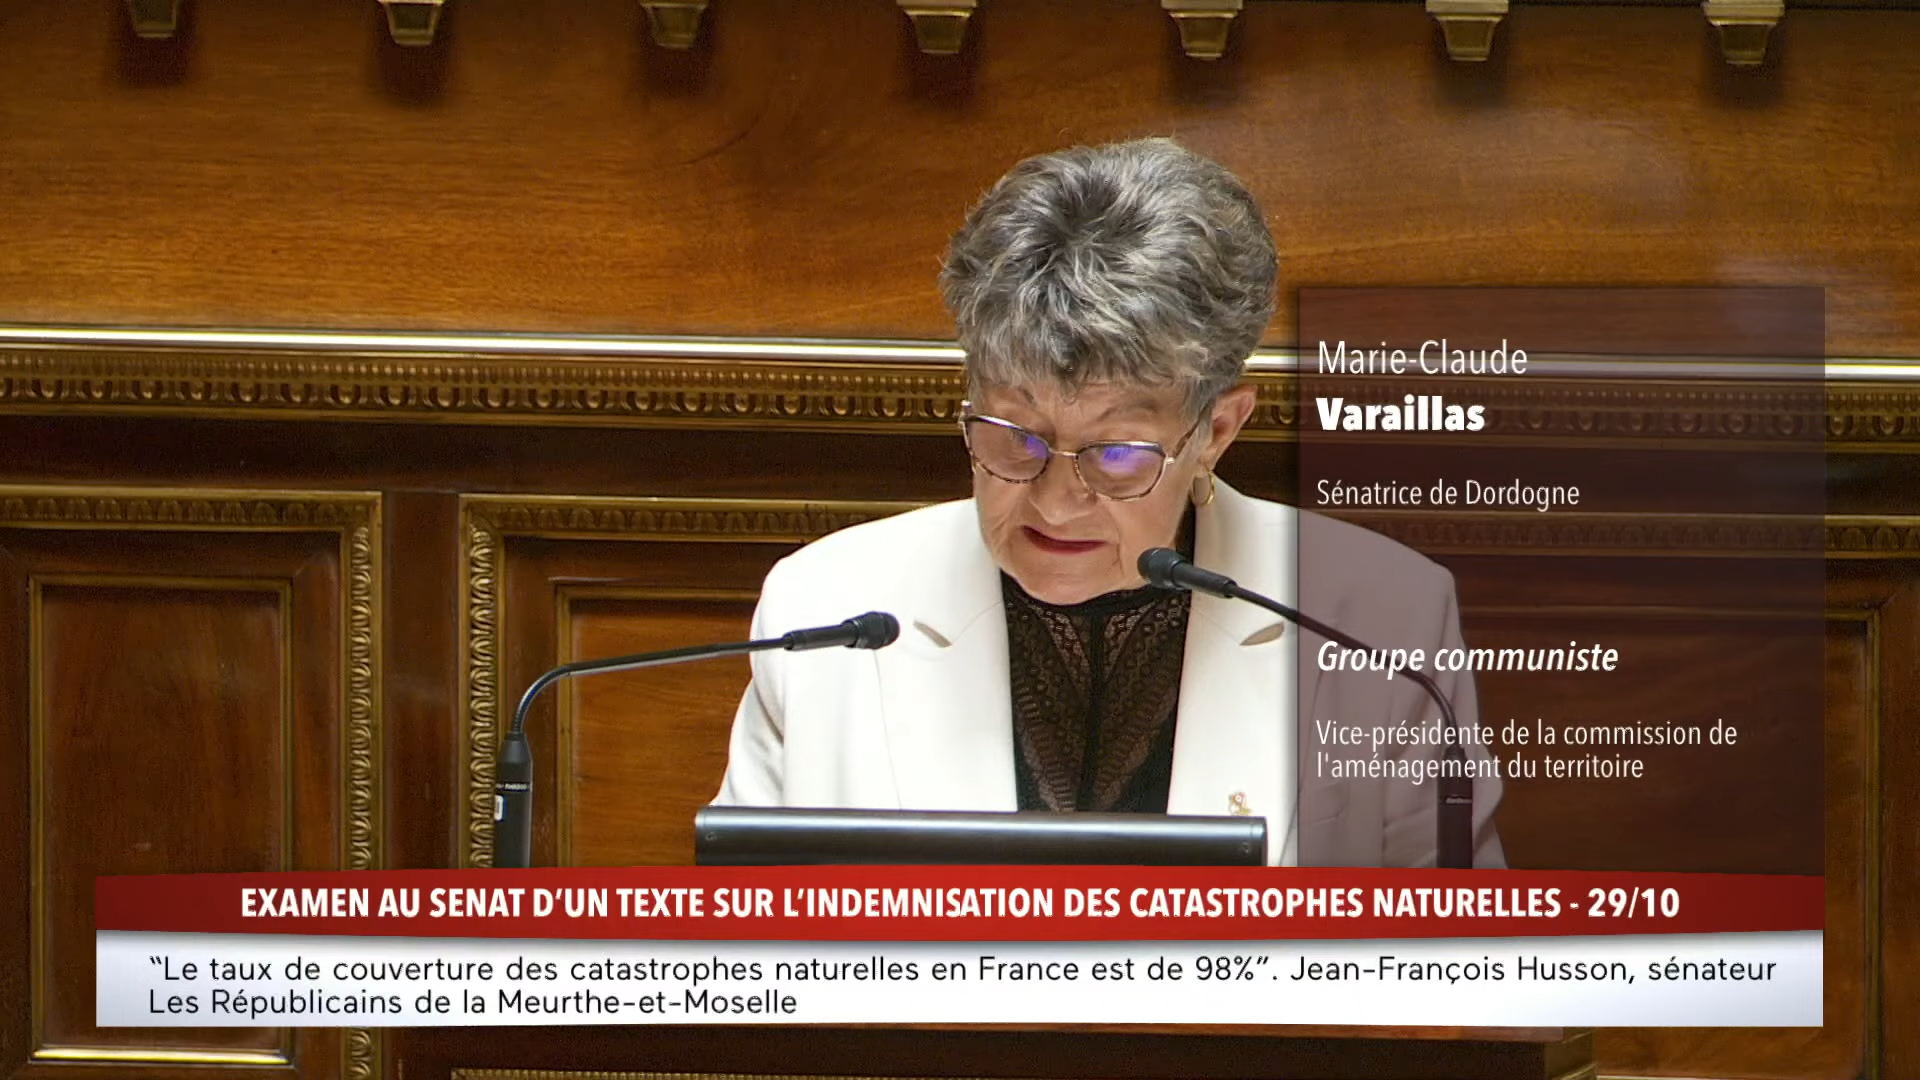 Marie-Claude
Varaillas
Sénatrice de Dordogne
Groupe communiste
Vice-présidente de la commission de
l'aménagement du territoire
EXAMEN AU SENAT D'UN TEXTE SUR L'INDEMNISATION DES CATASTROPHES NATURELLES - 29/10
"Le taux de couverture des catastrophes naturelles en France est de 98%". Jean-François Husson, sénateur
Les Républicains de la Meurthe-et-Moselle